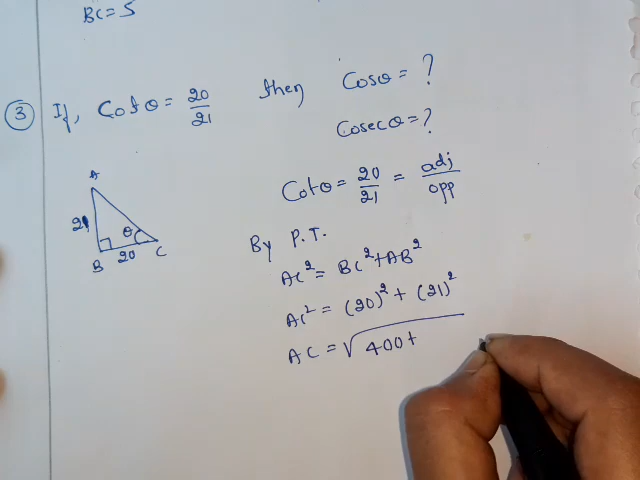 BC=5
③ If, Cotθ = 20/21 then Cosθ = ?
Cosecθ = ?
Cotθ = 20/21 = adj/opp
A
21
θ
B 20 C
By P.T.
AC² = BC² + AB²
AC² = (20)² + (21)²
AC = √400+